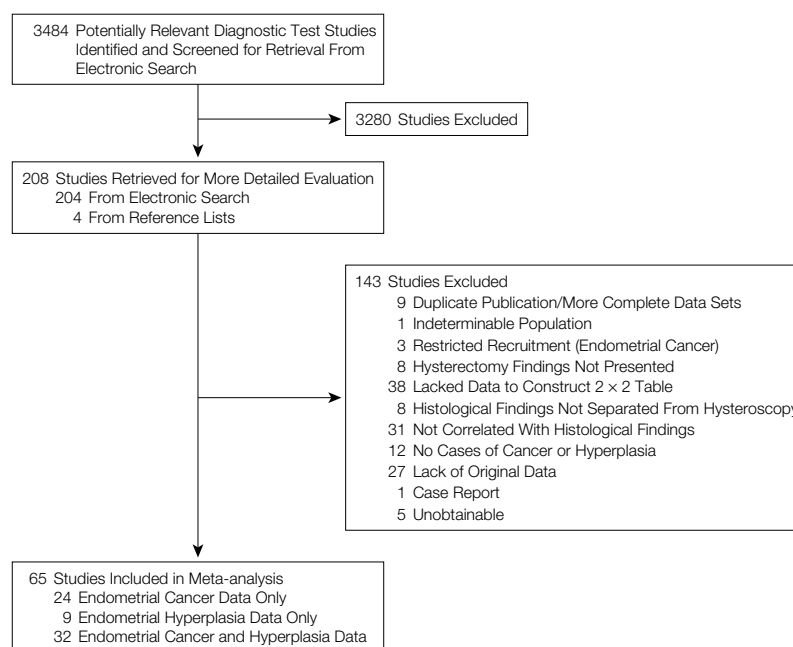 3484 Potentially Relevant Diagnostic Test Studies
Identified and Screened for Retrieval From
Electronic Search
3280 Studies Excluded
208 Studies Retrieved for More Detailed Evaluation
204 From Electronic Search
4 From Reference Lists
143 Studies Excluded
9 Duplicate Publication/More Complete Data Sets
1 Indeterminable Population
3 Restricted Recruitment (Endometrial Cancer)
8 Hysterectomy Findings Not Presented
38 Lacked Data to Construct 2 × 2 Table
8 Histological Findings Not Separated From Hysteroscopy
31 Not Correlated With Histological Findings
12 No Cases of Cancer or Hyperplasia
27 Lack of Original Data
1 Case Report
5 Unobtainable
65 Studies Included in Meta-analysis
24 Endometrial Cancer Data Only
9 Endometrial Hyperplasia Data Only
32 Endometrial Cancer and Hyperplasia Data